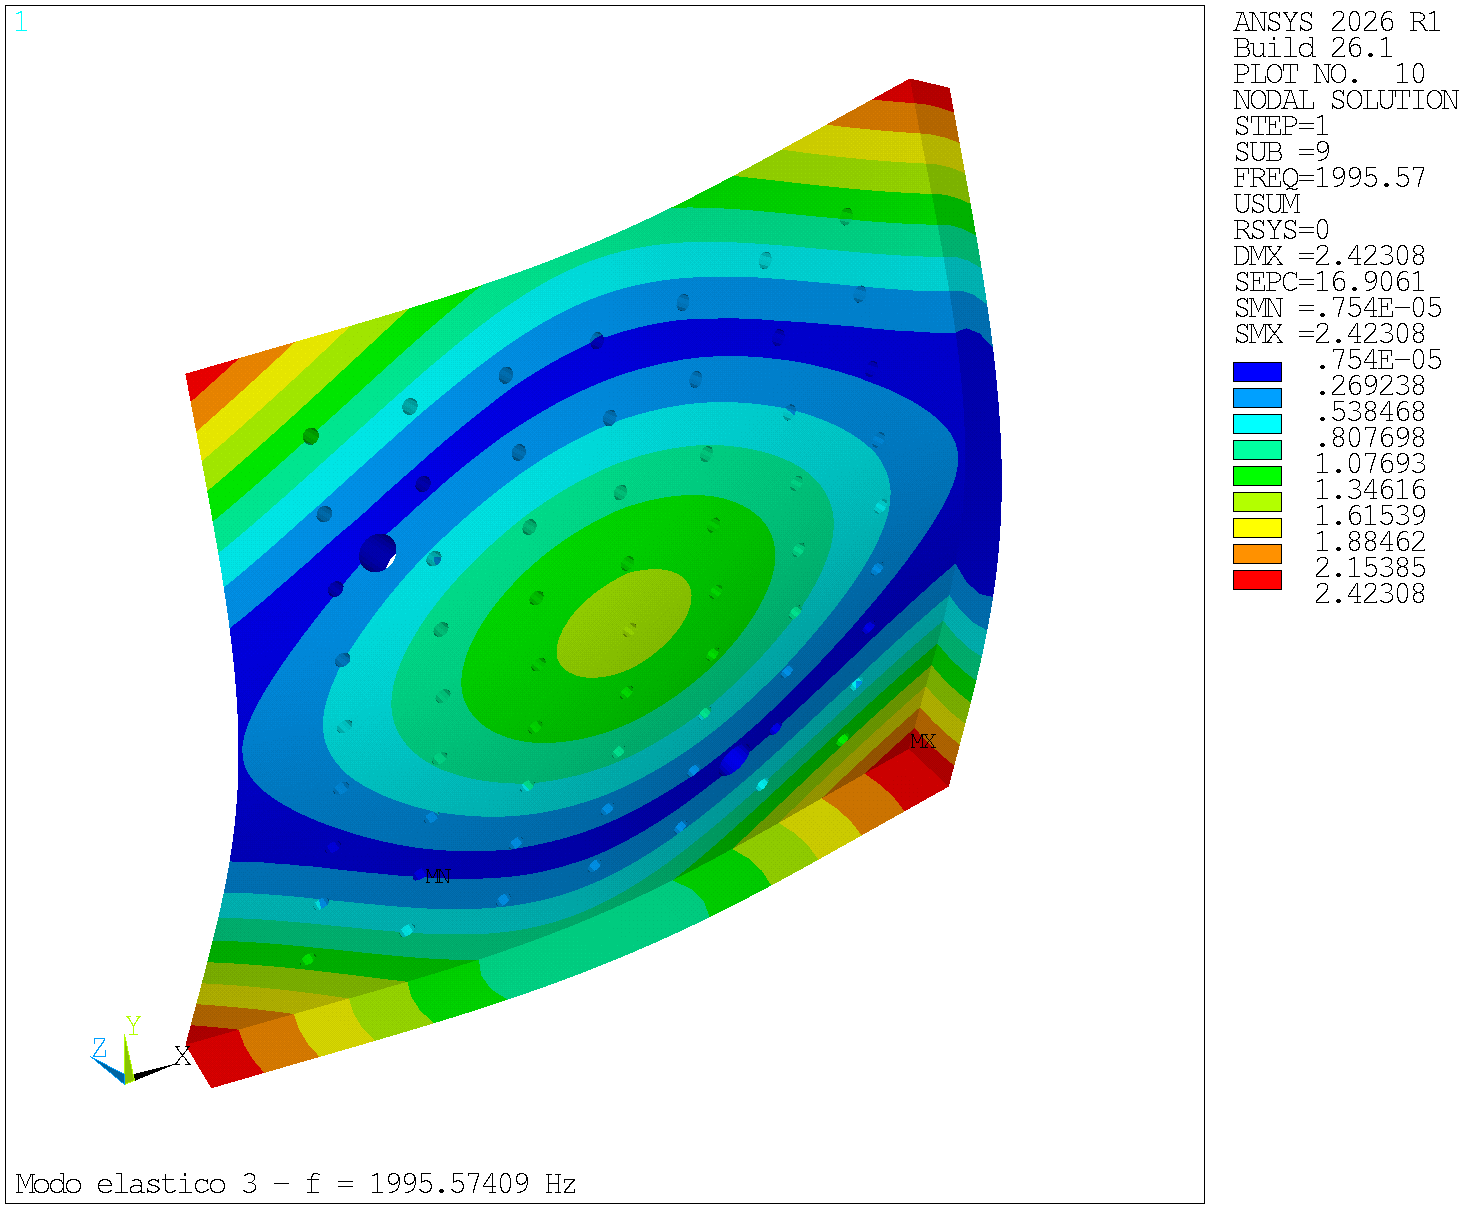 1
ANSYS 2026 R1
Build 26.1
PLOT NO. 10
NODAL SOLUTION
STEP=1
SUB =9
FREQ=1995.57
USUM
RSYS=0
DMX =2.42308
SEPC=16.9061
SMN =.754E-05
SMX =2.42308
.754E-05
.269238
.538468
.807698
1.07693
1.34616
1.61539
1.88462
2.15385
2.42308
MX
MN
Y
Z
X
Modo elastico 3 - f = 1995.57409 Hz